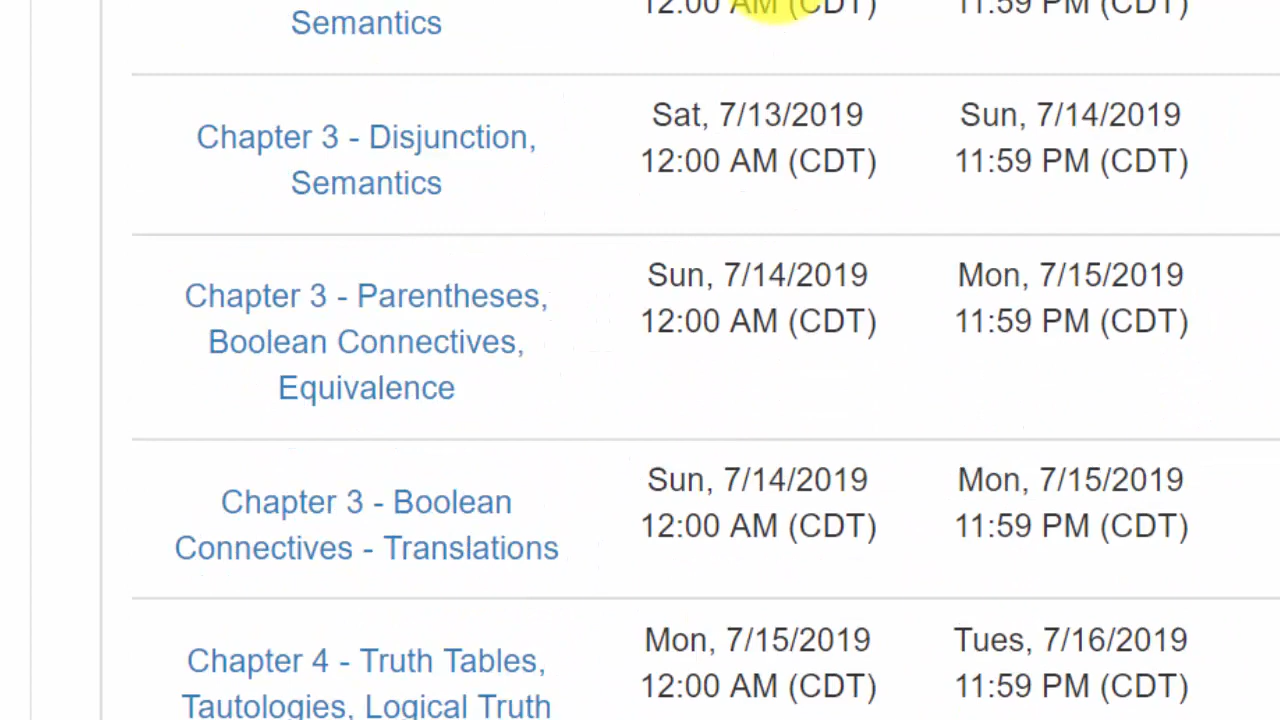 12:00 AM (CDT) 11:59 PM (CDT)
Semantics
Sat, 7/13/2019 Sun, 7/14/2019
Chapter 3 - Disjunction,
12:00 AM (CDT) 11:59 PM (CDT)
Semantics
Sun, 7/14/2019 Mon, 7/15/2019
Chapter 3 - Parentheses,
12:00 AM (CDT) 11:59 PM (CDT)
Boolean Connectives,
Equivalence
Sun, 7/14/2019 Mon, 7/15/2019
Chapter 3 - Boolean
12:00 AM (CDT) 11:59 PM (CDT)
Connectives - Translations
Mon, 7/15/2019 Tues, 7/16/2019
Chapter 4 - Truth Tables,
12:00 AM (CDT) 11:59 PM (CDT)
Tautologies, Logical Truth